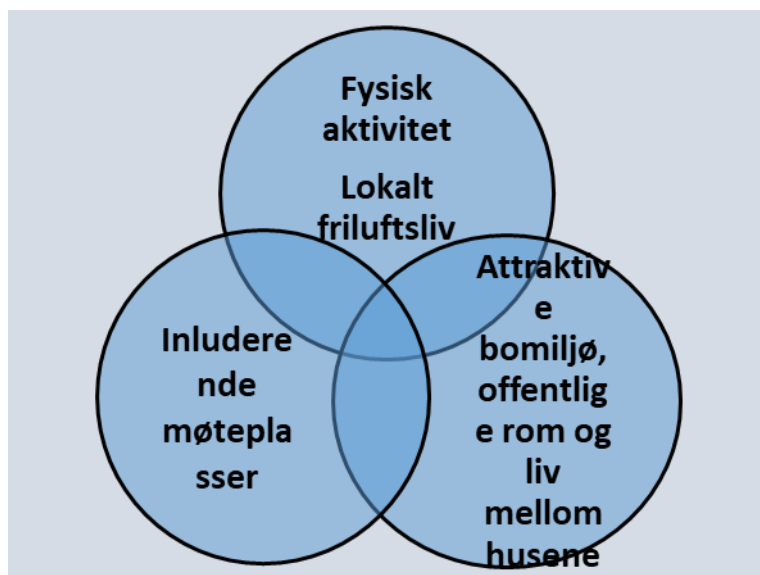 Fysisk
aktivitet
Lokalt
friluftsliv
Inludere
nde
møtepla
sser
Attraktiv
e
bomiljø,
offentlig
e rom og
liv
mellom
husene